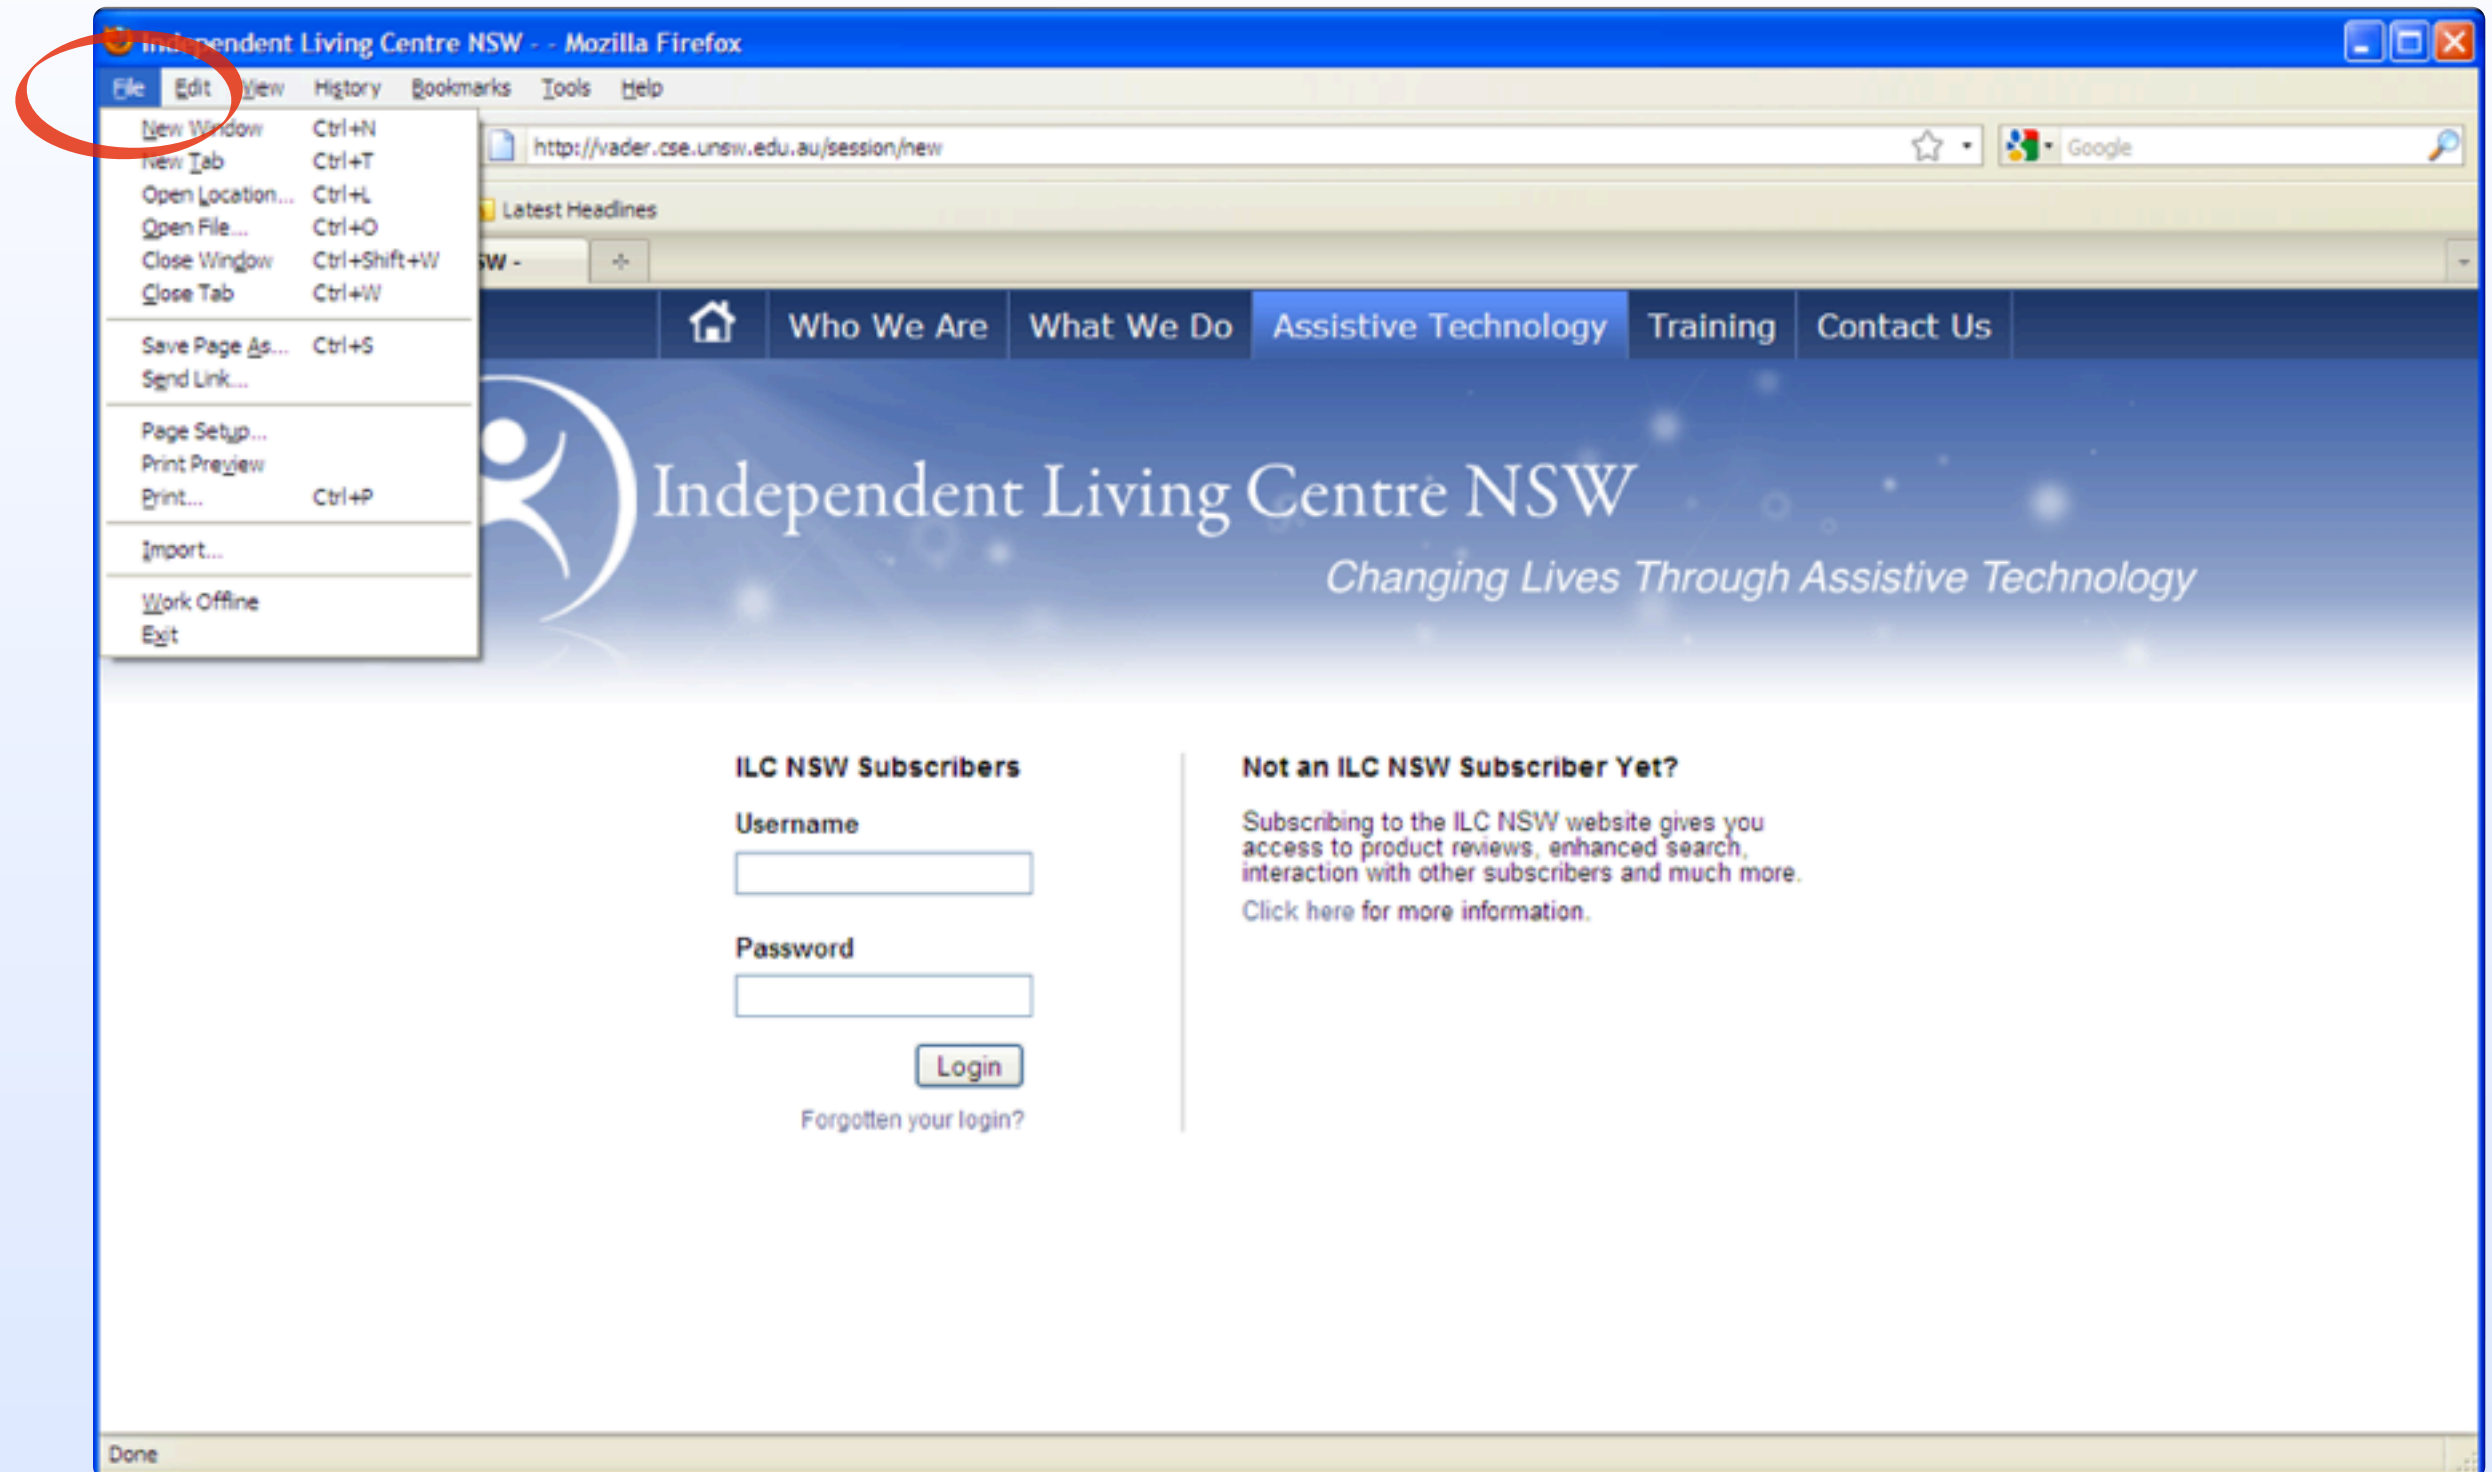 Independent Living Centre NSW - - Mozilla Firefox
File Edit View History Bookmarks Tools Help
New Window Ctrl+N
New Tab Ctrl+T
Open Location... Ctrl+L
Open File... Ctrl+O
Close Window Ctrl+Shift+W
Close Tab Ctrl+W
Save Page As... Ctrl+S
Send Link...
Page Setup...
Print Preview
Print... Ctrl+P
Import...
Work Offline
Exit
http://vader.cse.unsw.edu.au/session/new
Google
Latest Headlines
SW -
Who We Are What We Do Assistive Technology Training Contact Us
Independent Living Centre NSW
Changing Lives Through Assistive Technology
ILC NSW Subscribers
Username
Password
Login
Forgotten your login?
Not an ILC NSW Subscriber Yet?
Subscribing to the ILC NSW website gives you
access to product reviews, enhanced search,
interaction with other subscribers and much more.
Click here for more information.
Done